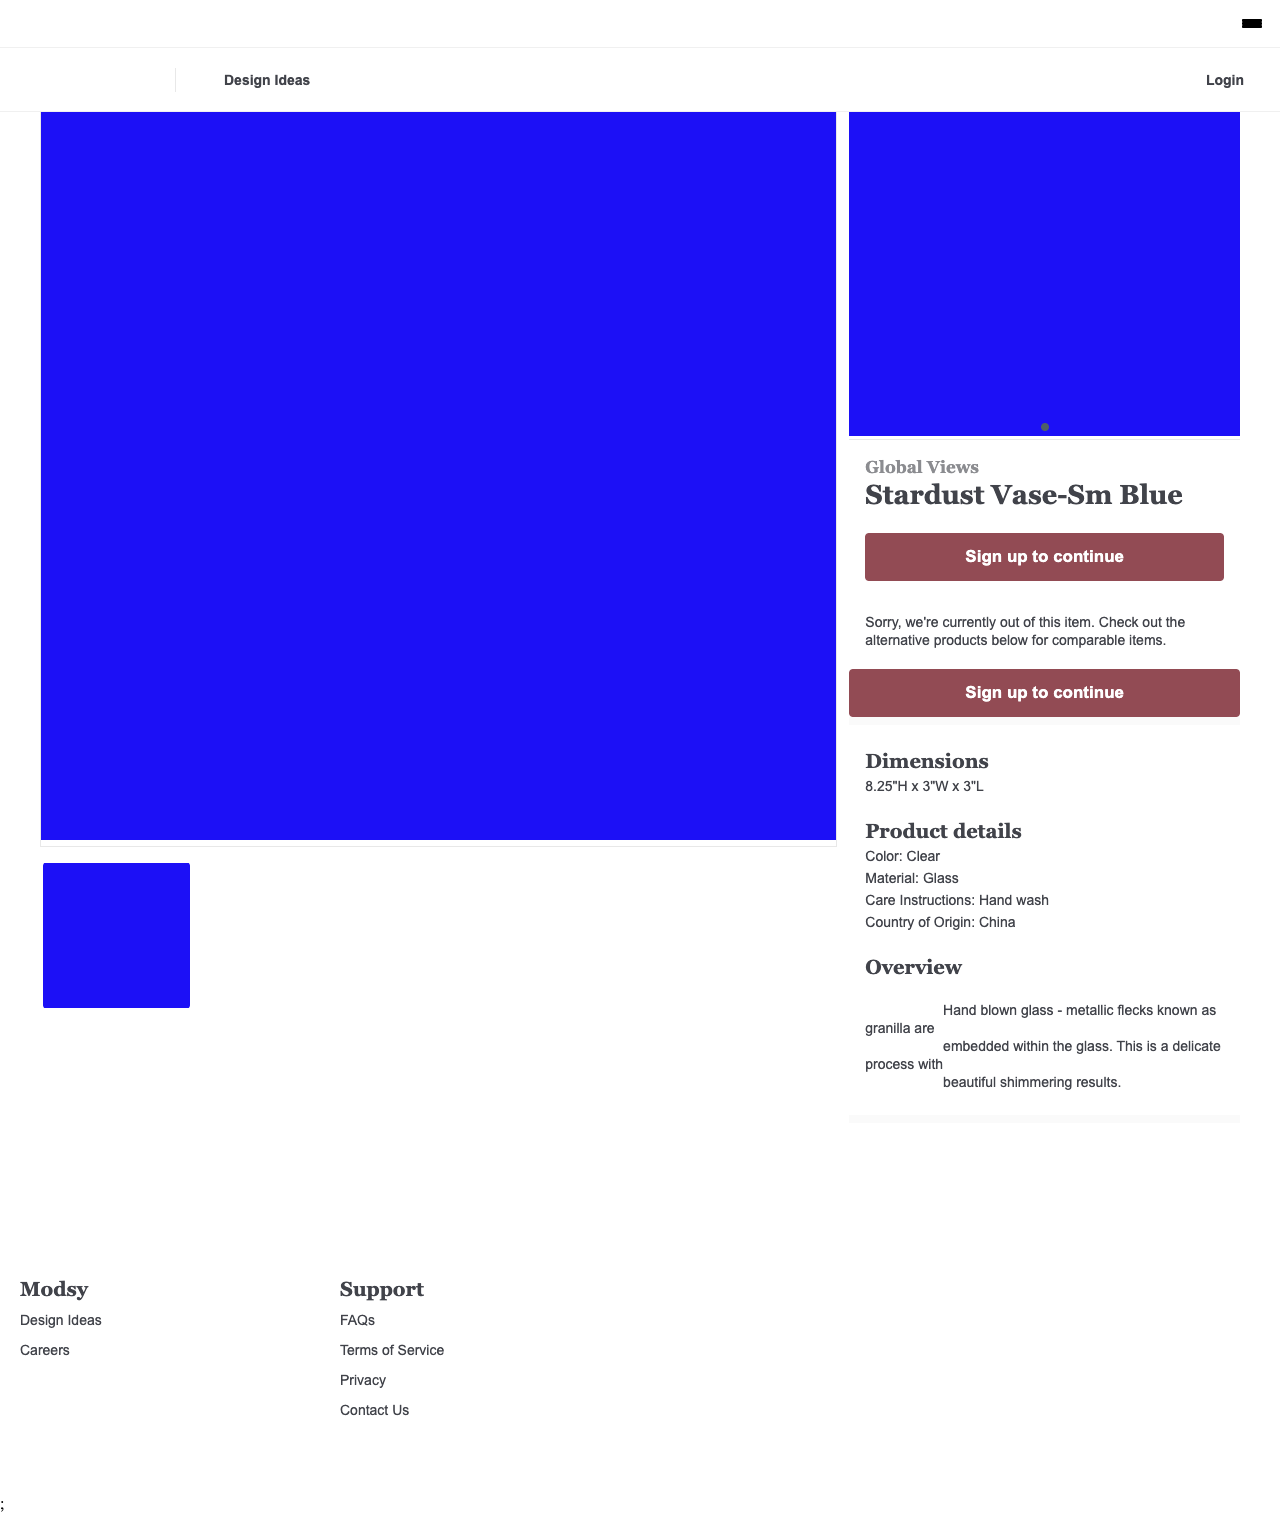 Design Ideas
Login
Global Views
Stardust Vase-Sm Blue
Sign up to continue
Sorry, we're currently out of this item. Check out the
alternative products below for comparable items.
Sign up to continue
Dimensions
8.25"H x 3"W x 3"L
Product details
Color: Clear
Material: Glass
Care Instructions: Hand wash
Country of Origin: China
Overview
Hand blown glass - metallic flecks known as
granilla are
embedded within the glass. This is a delicate
process with
beautiful shimmering results.
Modsy
Design Ideas
Careers
Support
FAQs
Terms of Service
Privacy
Contact Us
;